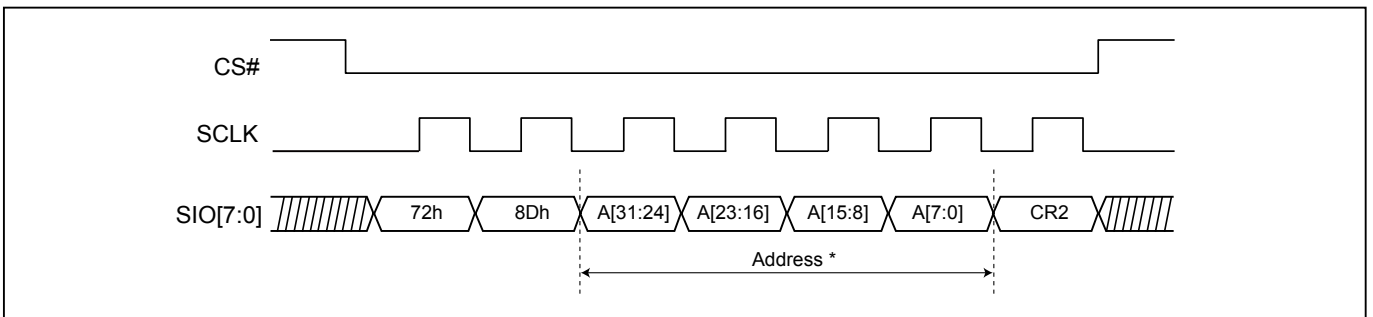 CS#
SCLK
SIO[7:0] 72h 8Dh A[31:24] A[23:16] A[15:8] A[7:0] CR2
Address *